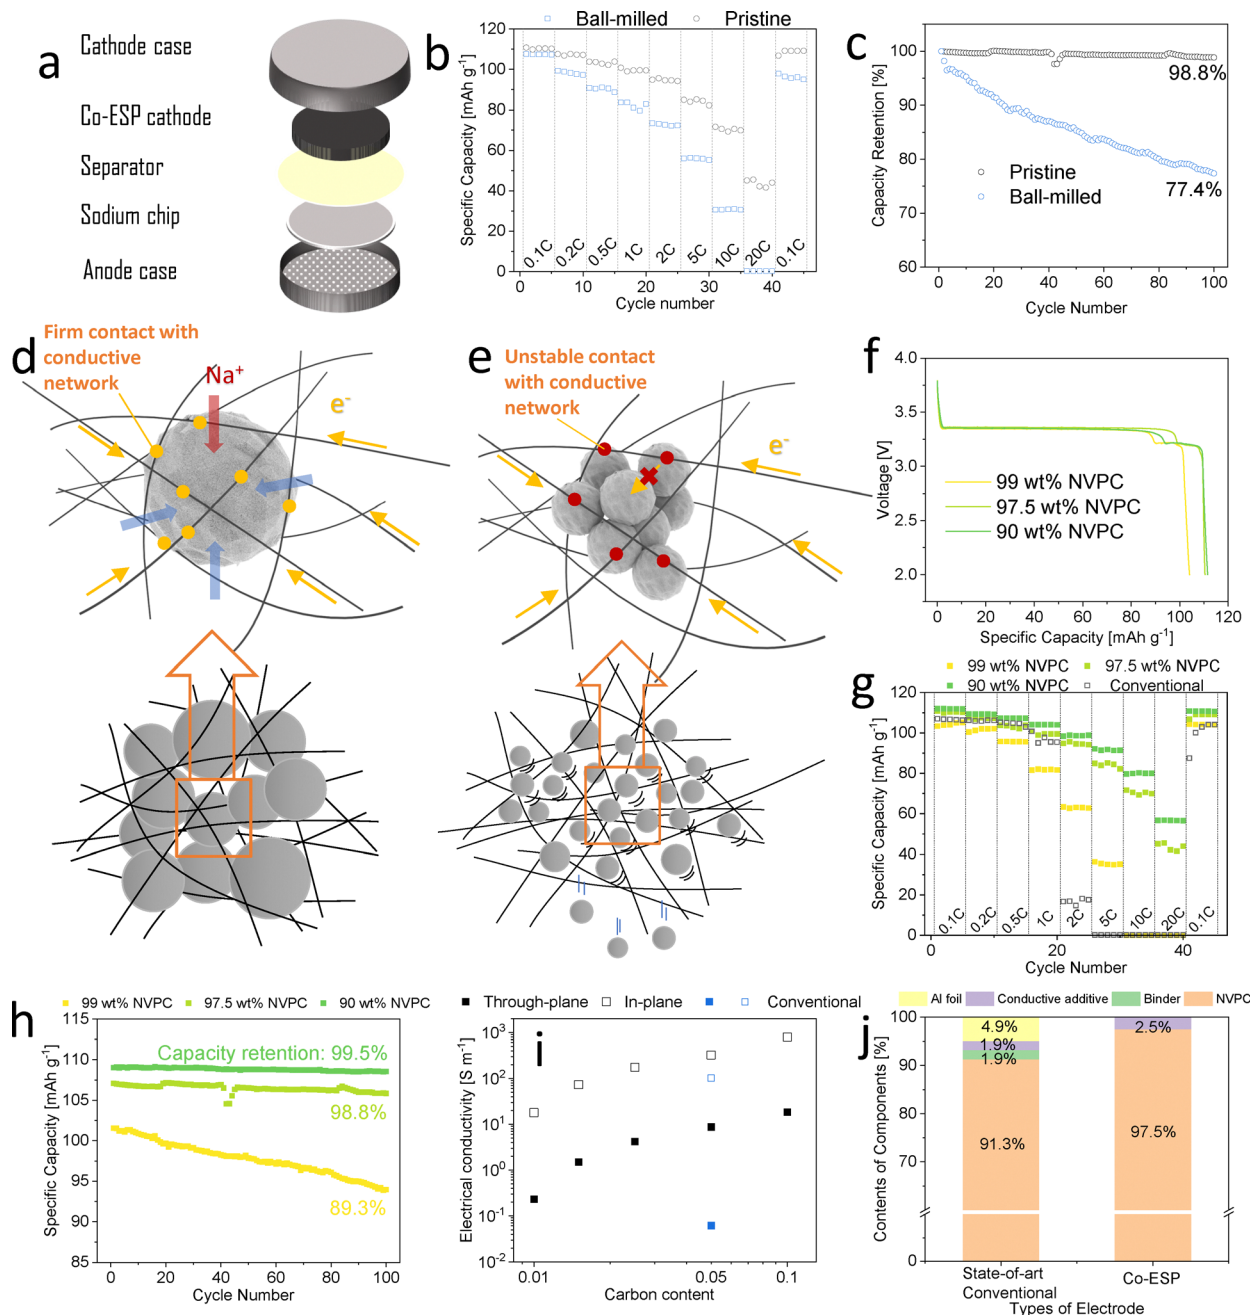 a
Cathode case
Co-ESP cathode
Separator
Sodium chip
Anode case
b
Ball-milled
Pristine
Specific Capacity [mAh g⁻¹]
120
100
80
60
40
20
0
0.1C
0.2C
0.5C
1C
2C
5C
10C
20C
0.1C
0
10
20
30
40
Cycle number
c
Capacity Retention [%]
100
90
80
70
60
98.8%
77.4%
Pristine
Ball-milled
0
20
40
60
80
100
Cycle Number
d
Firm contact with
conductive
network
Na⁺
e⁻
e
Unstable contact
with conductive
network
e⁻
f
Voltage [V]
4.0
3.5
3.0
2.5
2.0
99 wt% NVPC
97.5 wt% NVPC
90 wt% NVPC
0
20
40
60
80
100
120
Specific Capacity [mAh g⁻¹]
g
99 wt% NVPC
97.5 wt% NVPC
90 wt% NVPC
Conventional
Specific Capacity [mAh g⁻¹]
120
100
80
60
40
20
0
0.1C
0.2C
0.5C
1C
2C
5C
10C
20C
0.1C
0
20
40
Cycle Number
h
99 wt% NVPC
97.5 wt% NVPC
90 wt% NVPC
Specific Capacity [mAh g⁻¹]
115
110
105
100
95
90
85
Capacity retention: 99.5%
98.8%
89.3%
0
20
40
60
80
100
Cycle Number
i
Through-plane
In-plane
Conventional
Electrical conductivity [S m⁻¹]
10³
10²
10¹
10⁰
10⁻¹
10⁻²
0.01
0.05
0.1
Carbon content
j
Al foil
Conductive additive
Binder
NVPC
Contents of Components [%]
100
90
80
70
0
4.9%
1.9%
1.9%
91.3%
2.5%
97.5%
State-of-art
Conventional
Co-ESP
Types of Electrode